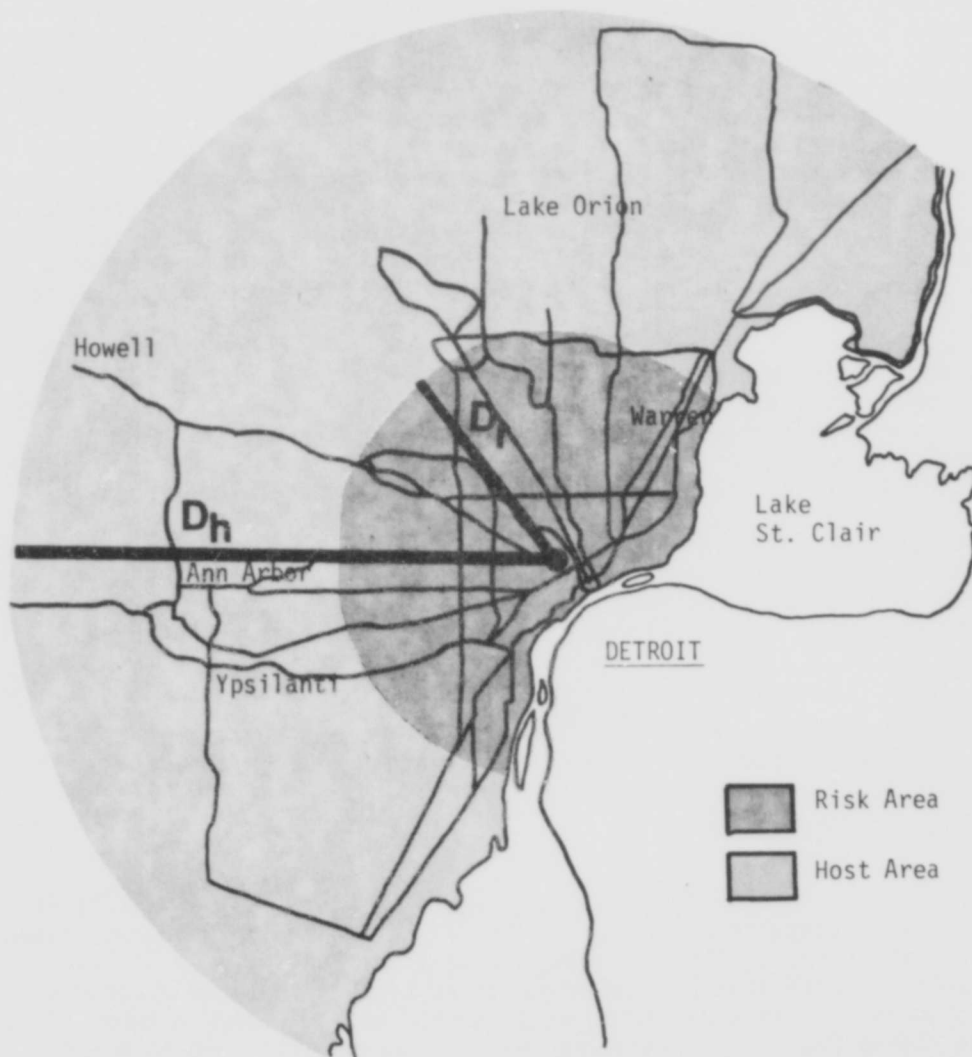 Lake Orion
Howell
Warren
Dr
Lake
St. Clair
Dh
Ann Arbor
DETROIT
Ypsilanti
Risk Area
Host Area